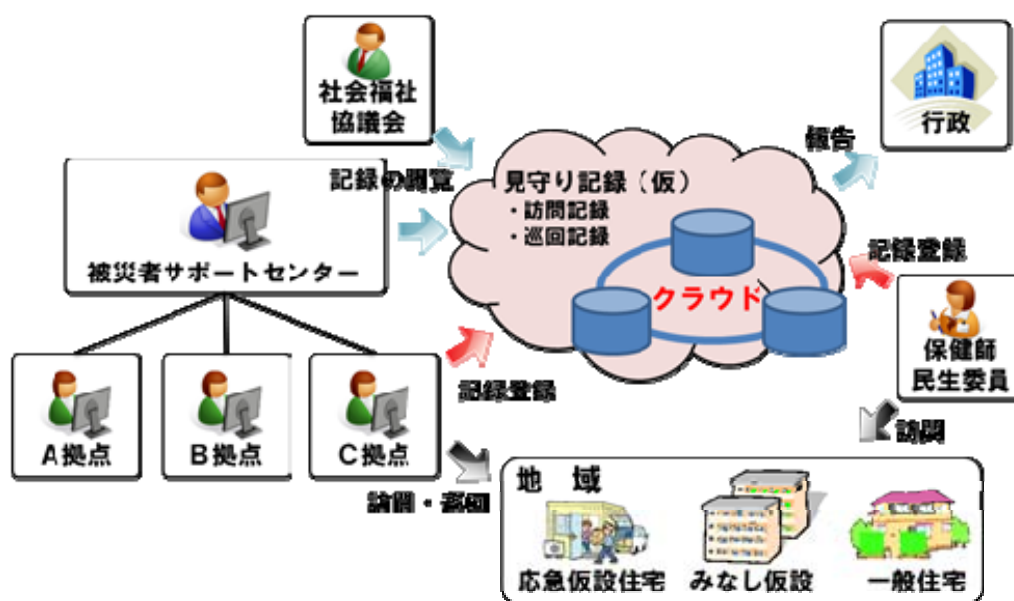 社会福祉
協議会
行政
報告
記録の閲覧
見守り記録（仮）
・訪問記録
・巡回記録
クラウド
被災者サポートセンター
記録登録
保健師
民生委員
A拠点
B拠点
C拠点
記録登録
訪問
訪問・巡回
地　域
応急仮設住宅
みなし仮設
一般住宅